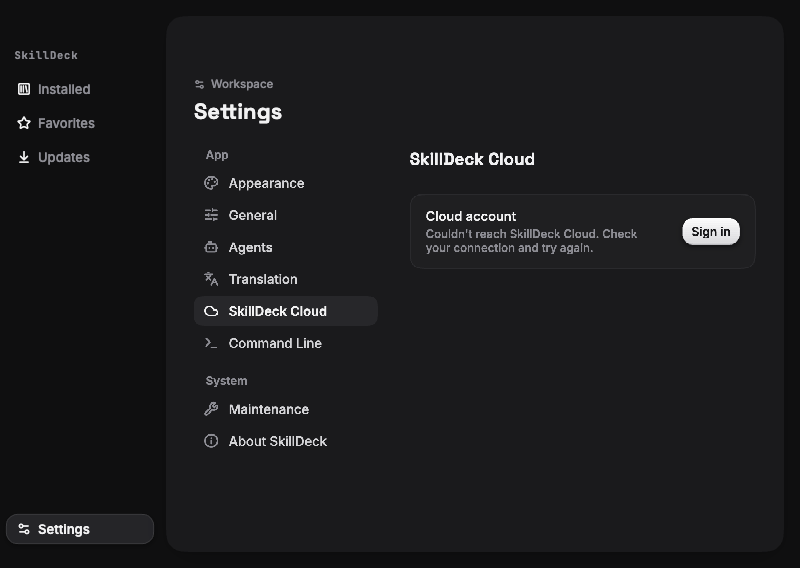 SkillDeck
Installed
Favorites
Updates
Settings
Workspace
Settings
App
Appearance
General
Agents
Translation
SkillDeck Cloud
Command Line
System
Maintenance
About SkillDeck
SkillDeck Cloud
Cloud account
Couldn't reach SkillDeck Cloud. Check
your connection and try again.
Sign in